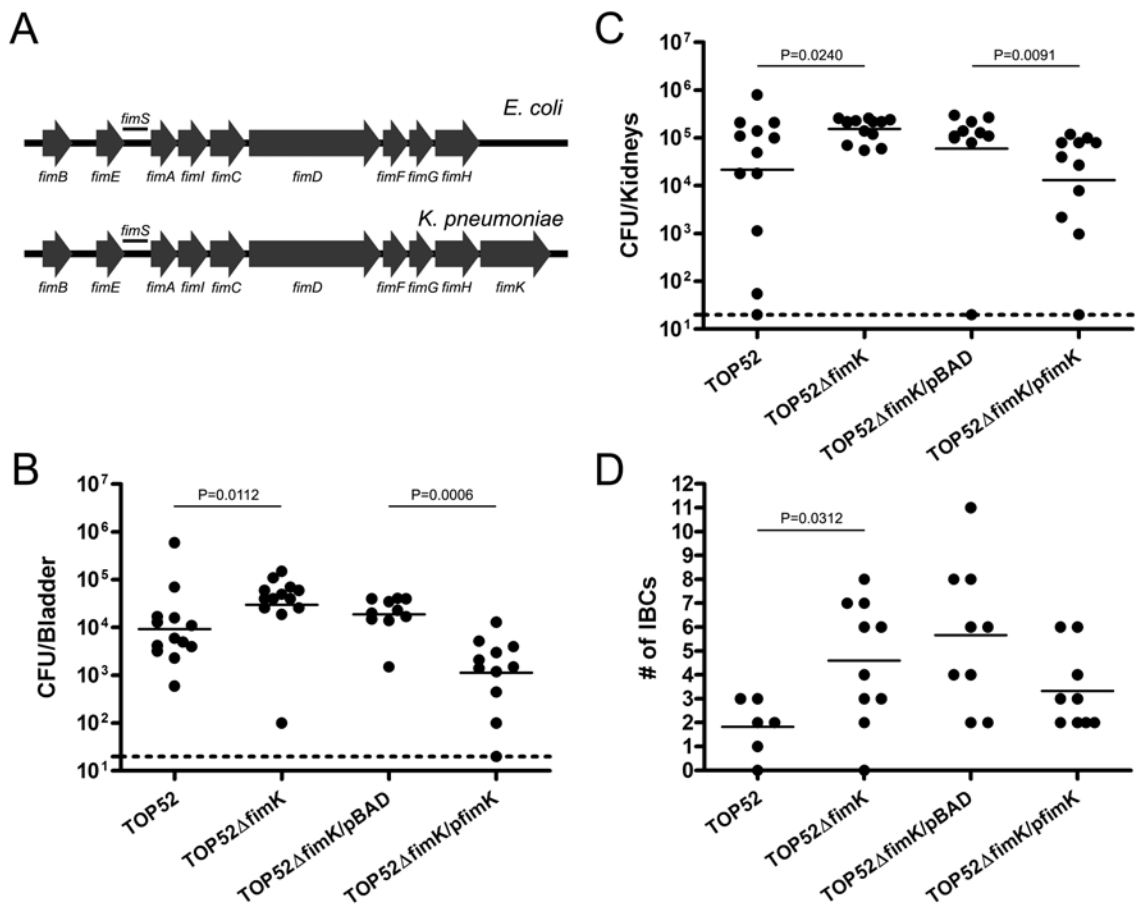 A
E. coli
fimS
fimB fimE fimA fimI fimC fimD fimF fimG fimH
K. pneumoniae
fimS
fimB fimE fimA fimI fimC fimD fimF fimG fimH fimK
B
CFU/Bladder
10^7
10^6
10^5
10^4
10^3
10^2
10^1
P=0.0112
P=0.0006
TOP52
TOP52ΔfimK
TOP52ΔfimK/pBAD
TOP52ΔfimK/pfimK
C
CFU/Kidneys
10^7
10^6
10^5
10^4
10^3
10^2
10^1
P=0.0240
P=0.0091
TOP52
TOP52ΔfimK
TOP52ΔfimK/pBAD
TOP52ΔfimK/pfimK
D
# of IBCs
12
11
10
9
8
7
6
5
4
3
2
1
0
P=0.0312
TOP52
TOP52ΔfimK
TOP52ΔfimK/pBAD
TOP52ΔfimK/pfimK